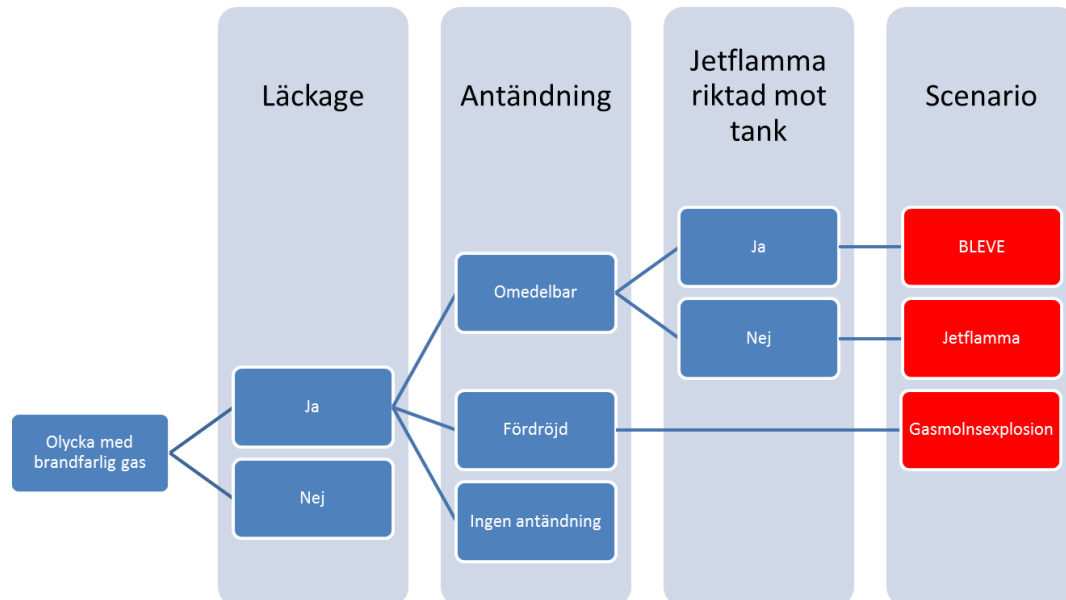 Läckage
Antändning
Jetflamma
riktad mot
tank
Scenario
Olycka med
brandfarlig gas
Ja
Nej
Omedelbar
Fördröjd
Ingen antändning
Ja
Nej
BLEVE
Jetflamma
Gasmolnsexplosion